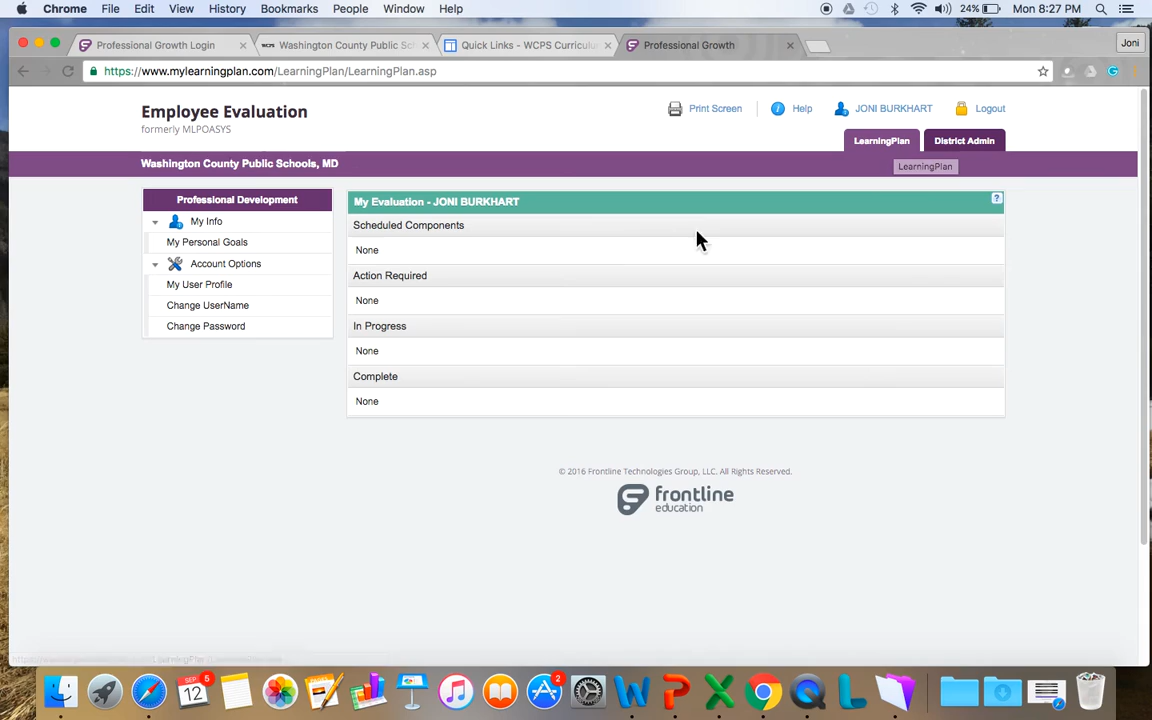 Chrome File Edit View History Bookmarks People Window Help 24% Mon 8:27 PM
Professional Growth Login
WCPS Washington County Public Sch
Quick Links - WCPS Curriculu
Professional Growth
Joni
https://www.mylearningplan.com/LearningPlan/LearningPlan.asp
Employee Evaluation
formerly MLPOASYS
Print Screen Help JONI BURKHART Logout
LearningPlan District Admin
Washington County Public Schools, MD
LearningPlan
Professional Development
My Info
My Personal Goals
Account Options
My User Profile
Change UserName
Change Password
My Evaluation - JONI BURKHART ?
Scheduled Components
None
Action Required
None
In Progress
None
Complete
None
© 2016 Frontline Technologies Group, LLC. All Rights Reserved.
frontline
education
SEP 5
12
2